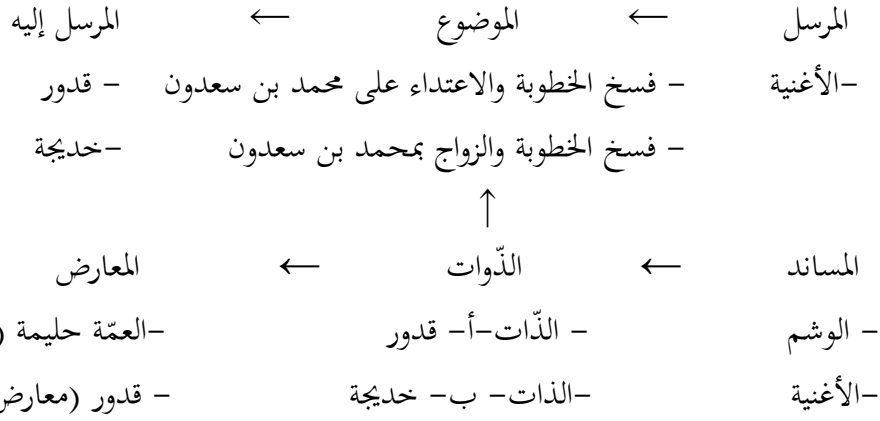 المرسل ← الموضوع ← المرسل إليه
-الأغنية – فسخ الخطوبة والاعتداء على محمد بن سعدون – قدور
– فسخ الخطوبة والزواج بمحمد بن سعدون -خديجة
↑
المساند ← الذّوات ← المعارض
– الوشم – الذّات-أ- قدور -العمّة حليمة (
-الأغنية -الذات- ب- خديجة – قدور (معارض